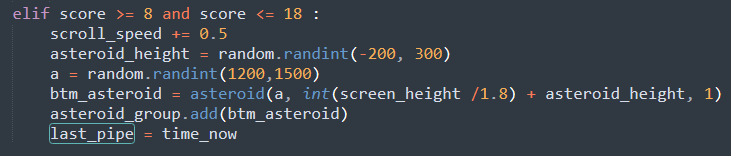 elif score >= 8 and score <= 18 :
scroll_speed += 0.5
asteroid_height = random.randint(-200, 300)
a = random.randint(1200,1500)
btm_asteroid = asteroid(a, int(screen_height /1.8) + asteroid_height, 1)
asteroid_group.add(btm_asteroid)
last_pipe = time_now